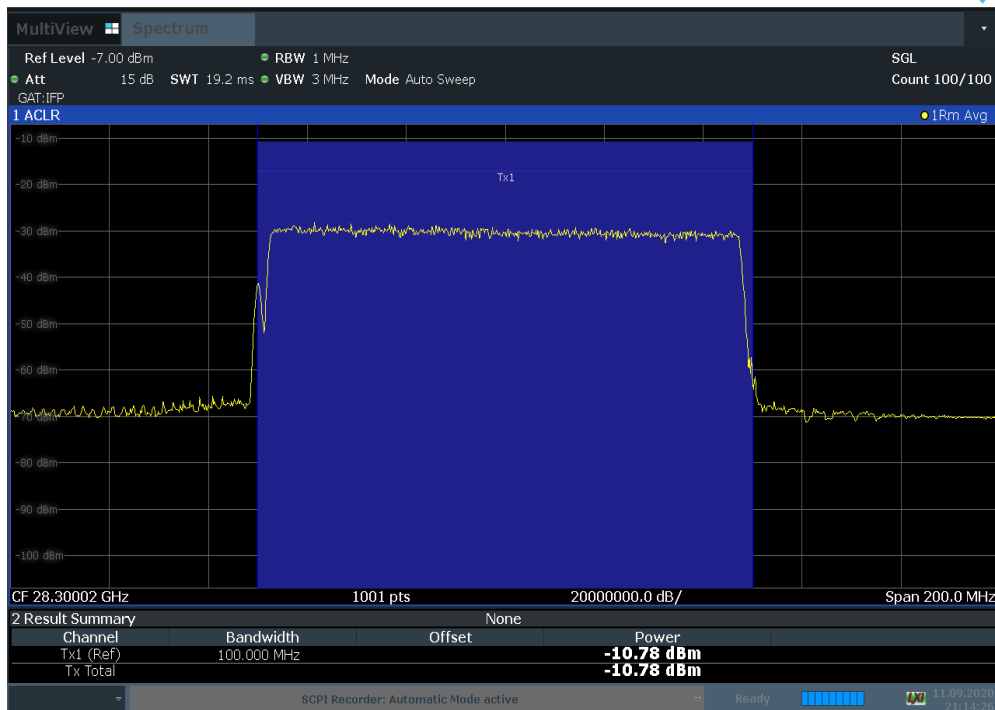 MultiView Spectrum
Ref Level -7.00 dBm RBW 1 MHz SGL
Att 15 dB SWT 19.2 ms VBW 3 MHz Mode Auto Sweep Count 100/100
GAT:IFP
1 ACLR 1Rm Avg
-10 dBm
Tx1
-20 dBm
-30 dBm
-40 dBm
-50 dBm
-60 dBm
-70 dBm
-80 dBm
-90 dBm
-100 dBm
CF 28.30002 GHz 1001 pts 20000000.0 dB/ Span 200.0 MHz
2 Result Summary None
Channel Bandwidth Offset Power
Tx1 (Ref) 100.000 MHz -10.78 dBm
Tx Total -10.78 dBm
SCPI Recorder: Automatic Mode active Ready LXI 11.09.2020
21:14:26